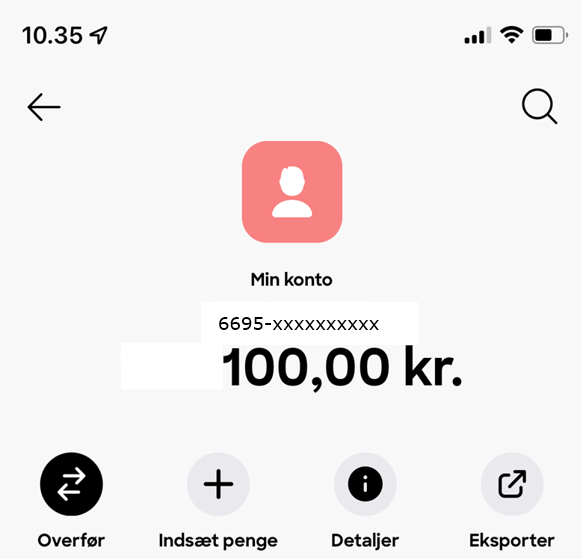 10.35
Min konto
6695-xxxxxxxxxx
100,00 kr.
Overfør Indsæt penge Detaljer Eksporter